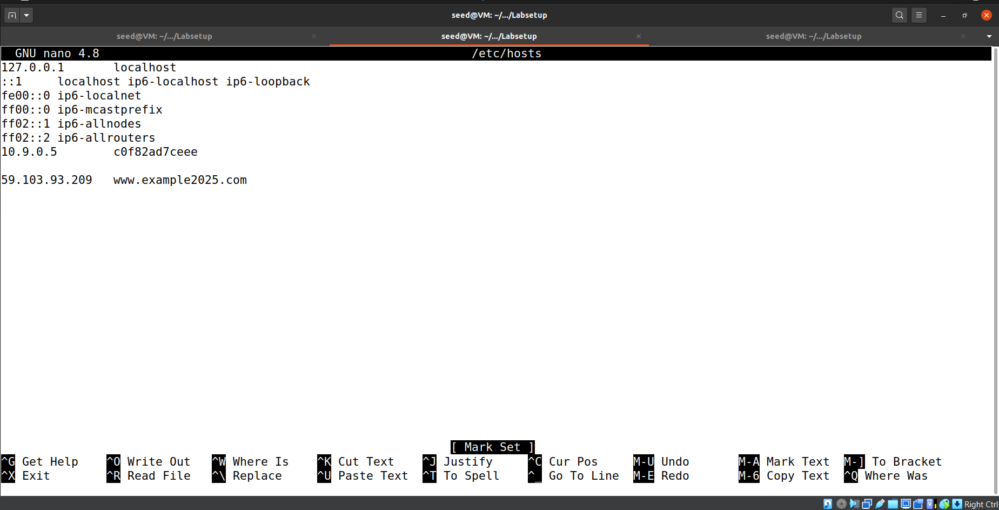 seed@VM: ~/.../Labsetup
seed@VM: ~/.../Labsetup seed@VM: ~/.../Labsetup seed@VM: ~/.../Labsetup
GNU nano 4.8 /etc/hosts
127.0.0.1 localhost
::1 localhost ip6-localhost ip6-loopback
fe00::0 ip6-localnet
ff00::0 ip6-mcastprefix
ff02::1 ip6-allnodes
ff02::2 ip6-allrouters
10.9.0.5 c0f82ad7ceee
59.103.93.209 www.example2025.com
[ Mark Set ]
^G Get Help ^O Write Out ^W Where Is ^K Cut Text ^J Justify ^C Cur Pos M-U Undo M-A Mark Text M-] To Bracket
^X Exit ^R Read File ^\ Replace ^U Paste Text ^T To Spell ^_ Go To Line M-E Redo M-6 Copy Text ^Q Where Was
Right Ctrl